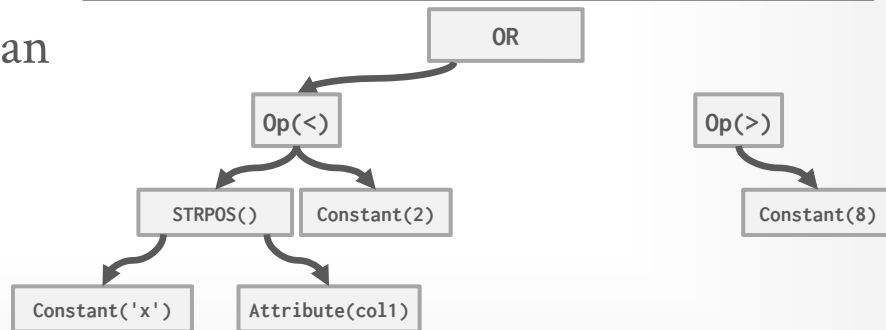 an
OR
Op(<)
Op(>)
STRPOS()
Constant(2)
Constant(8)
Constant('x')
Attribute(col1)